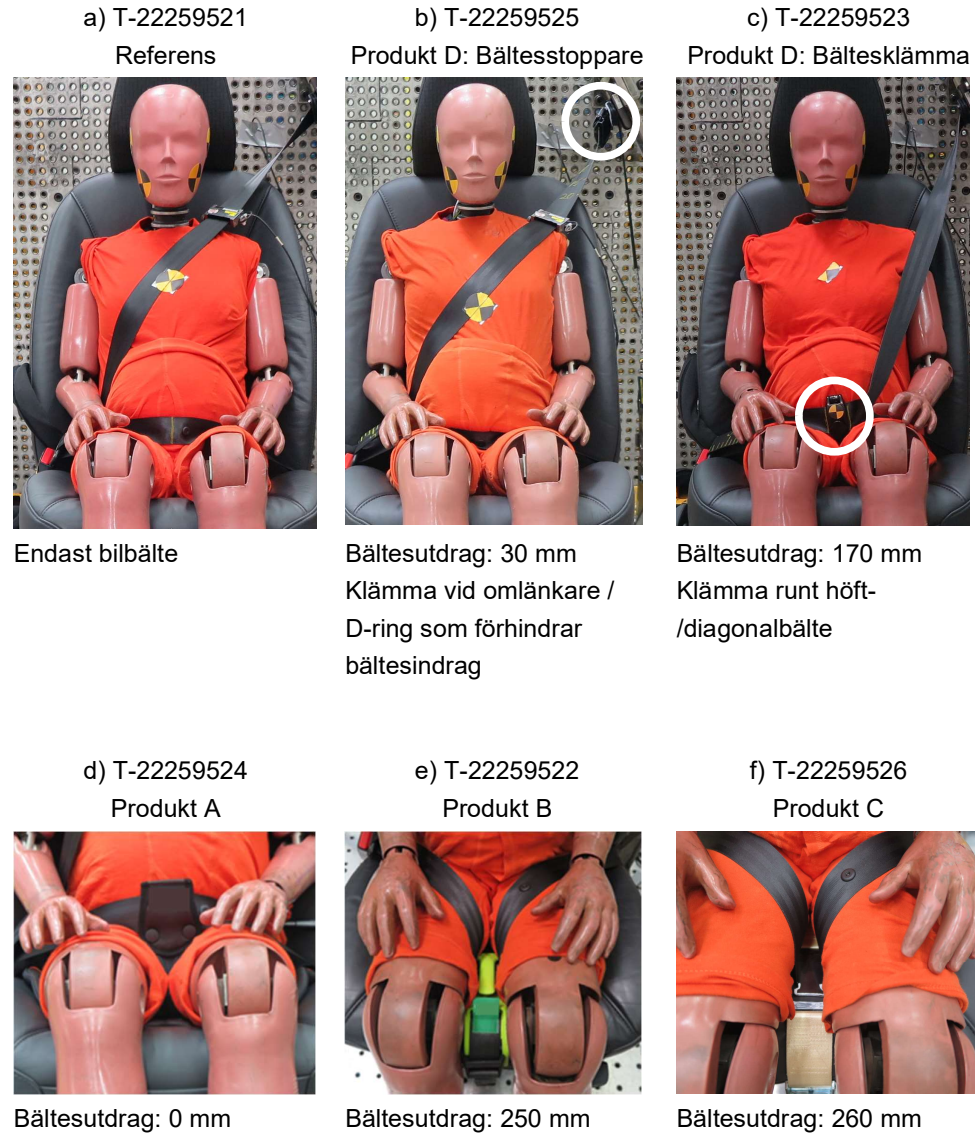 a) T-22259521
Referens
b) T-22259525
Produkt D: Bältesstoppare
c) T-22259523
Produkt D: Bältesklämma
Endast bilbälte
Bältesutdrag: 30 mm
Klämma vid omlänkare /
D-ring som förhindrar
bältesindrag
Bältesutdrag: 170 mm
Klämma runt höft-
/diagonalbälte
d) T-22259524
Produkt A
e) T-22259522
Produkt B
f) T-22259526
Produkt C
Bältesutdrag: 0 mm
Bältesutdrag: 250 mm
Bältesutdrag: 260 mm